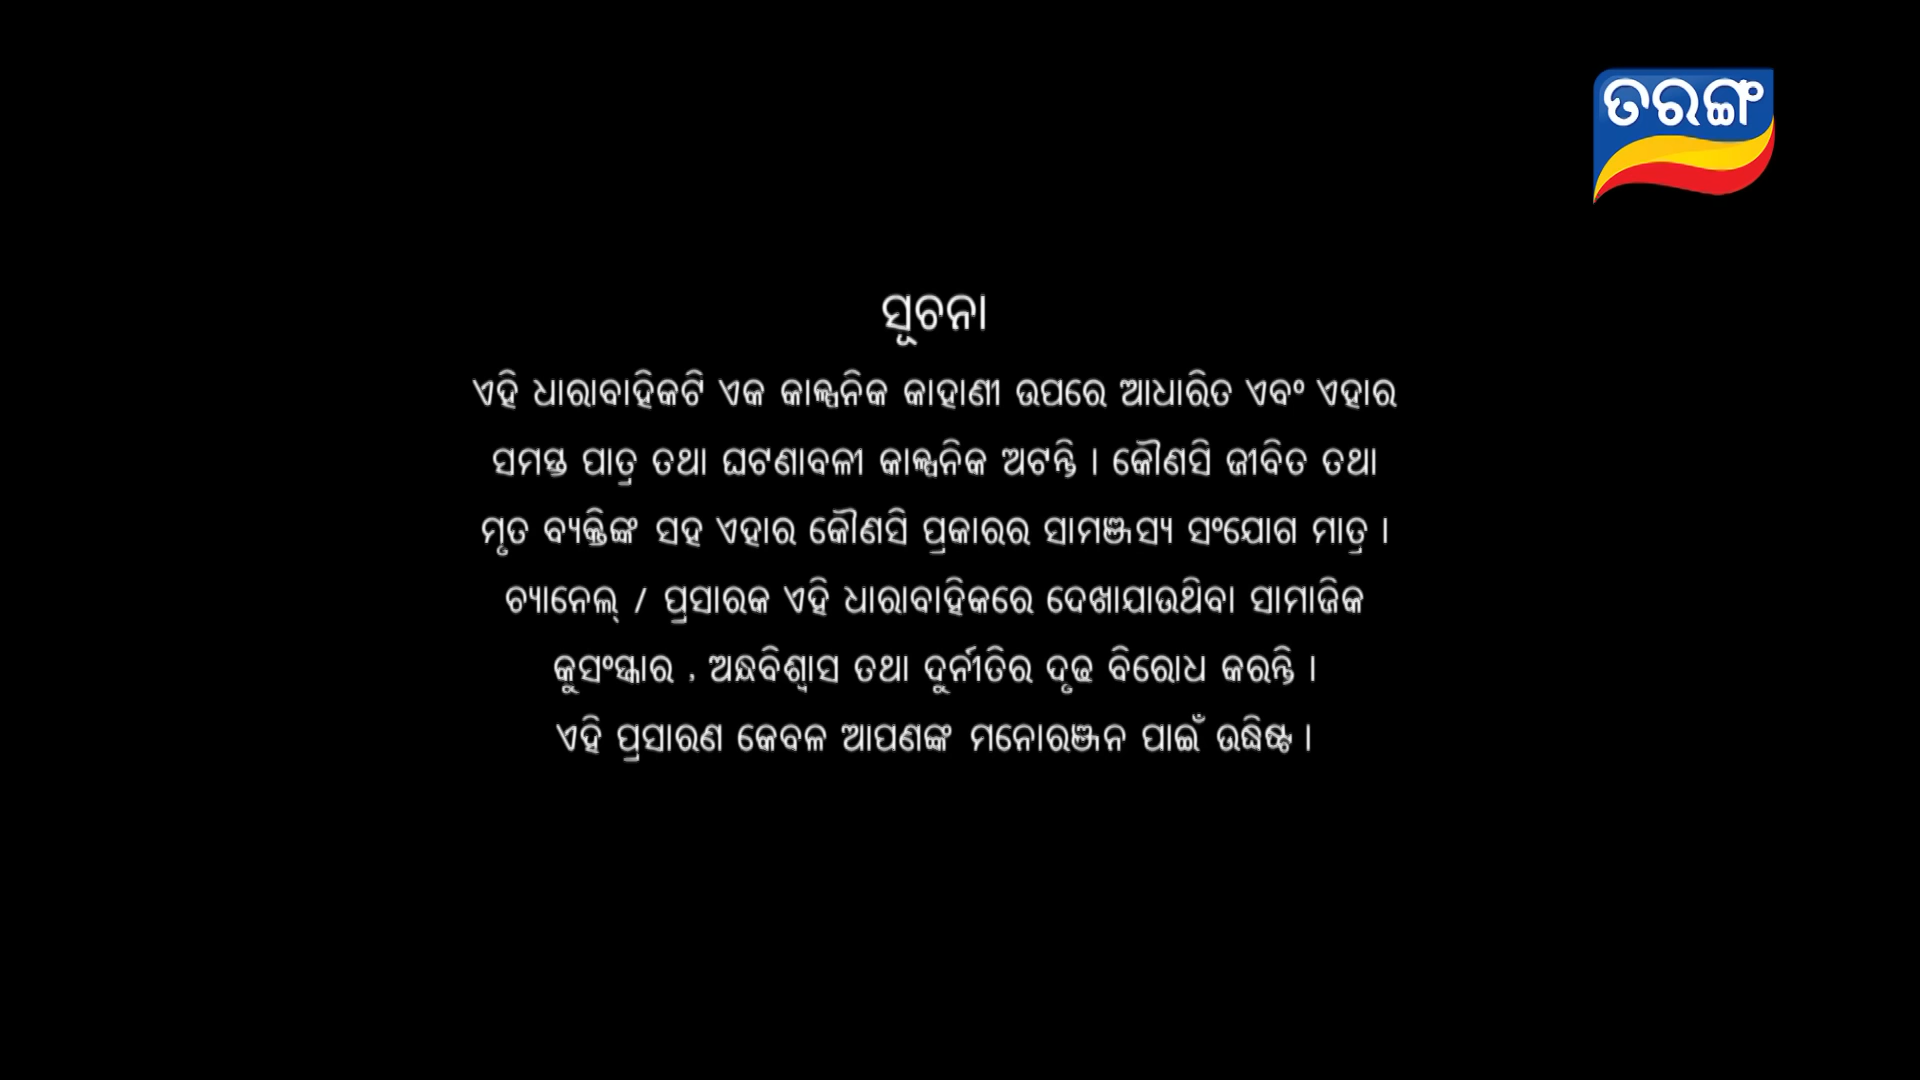 ତରଙ୍ଗ
ସୂଚନା
ଏହି ଧାରାବାହିକଟି ଏକ କାଳ୍ପନିକ କାହାଣୀ ଉପରେ ଆଧାରିତ ଏବଂ ଏହାର
ସମସ୍ତ ପାତ୍ର ତଥା ଘଟଣାବଳୀ କାଳ୍ପନିକ ଅଟନ୍ତି । କୌଣସି ଜୀବିତ ତଥା
ମୃତ ବ୍ୟକ୍ତିଙ୍କ ସହ ଏହାର କୌଣସି ପ୍ରକାରର ସାମଞ୍ଜସ୍ୟ ସଂଯୋଗ ମାତ୍ର ।
ଚ୍ୟାନେଲ୍ / ପ୍ରସାରକ ଏହି ଧାରାବାହିକରେ ଦେଖାଯାଉଥିବା ସାମାଜିକ
କୁସଂସ୍କାର , ଅନ୍ଧବିଶ୍ୱାସ ତଥା ଦୁର୍ନୀତିର ଦୃଢ ବିରୋଧ କରନ୍ତି ।
ଏହି ପ୍ରସାରଣ କେବଳ ଆପଣଙ୍କ ମନୋରଞ୍ଜନ ପାଇଁ ଉଦ୍ଧିଷ୍ଟ ।